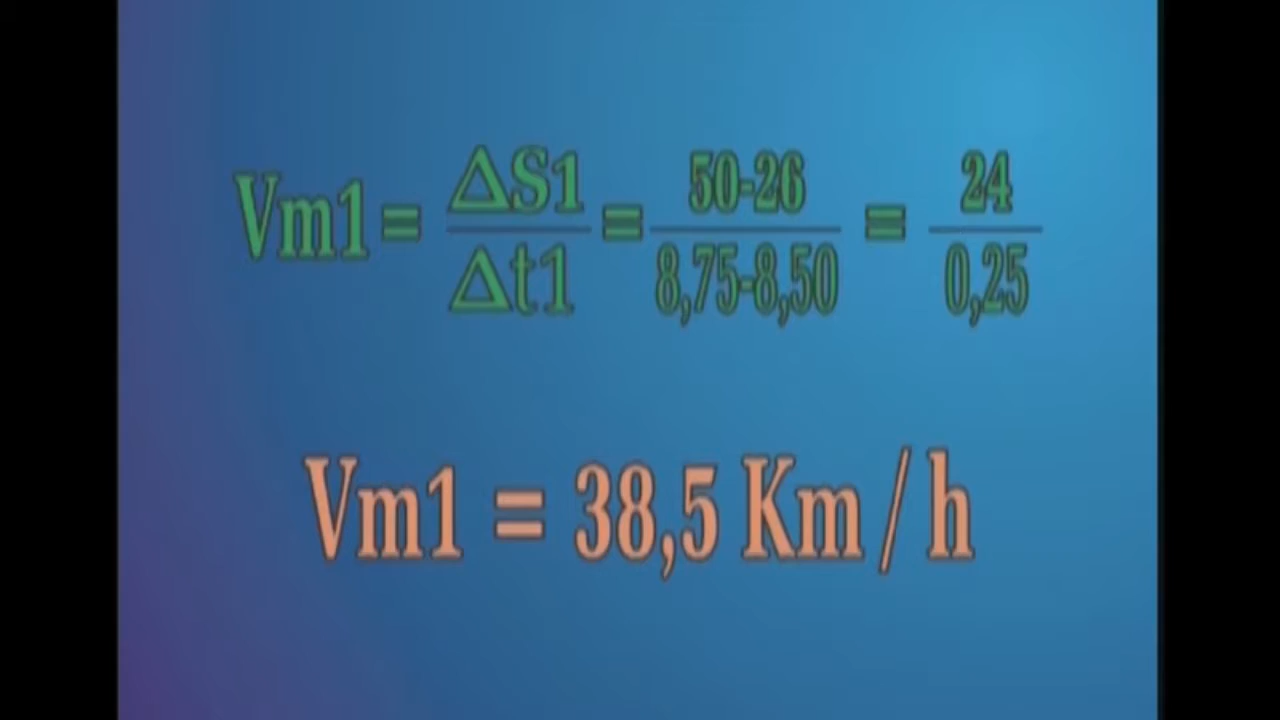 Vm1 = ΔS1/Δt1 = 50-26/8,75-8,50 = 24/0,25
Vm1 = 38,5 Km / h